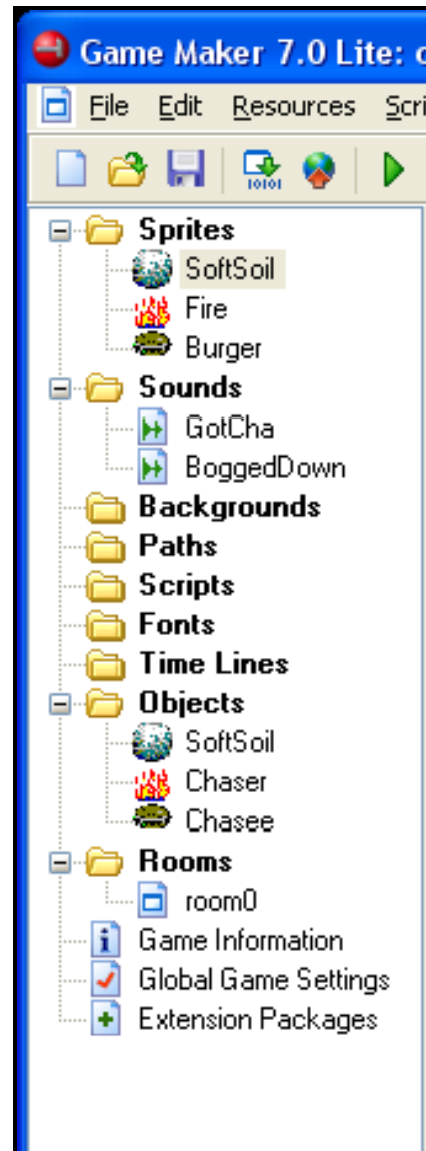 Game Maker 7.0 Lite:
File Edit Resources
10101
Sprites
SoftSoil
Fire
Burger
Sounds
GotCha
BoggedDown
Backgrounds
Paths
Scripts
Fonts
Time Lines
Objects
SoftSoil
Chaser
Chasee
Rooms
room0
Game Information
Global Game Settings
Extension Packages